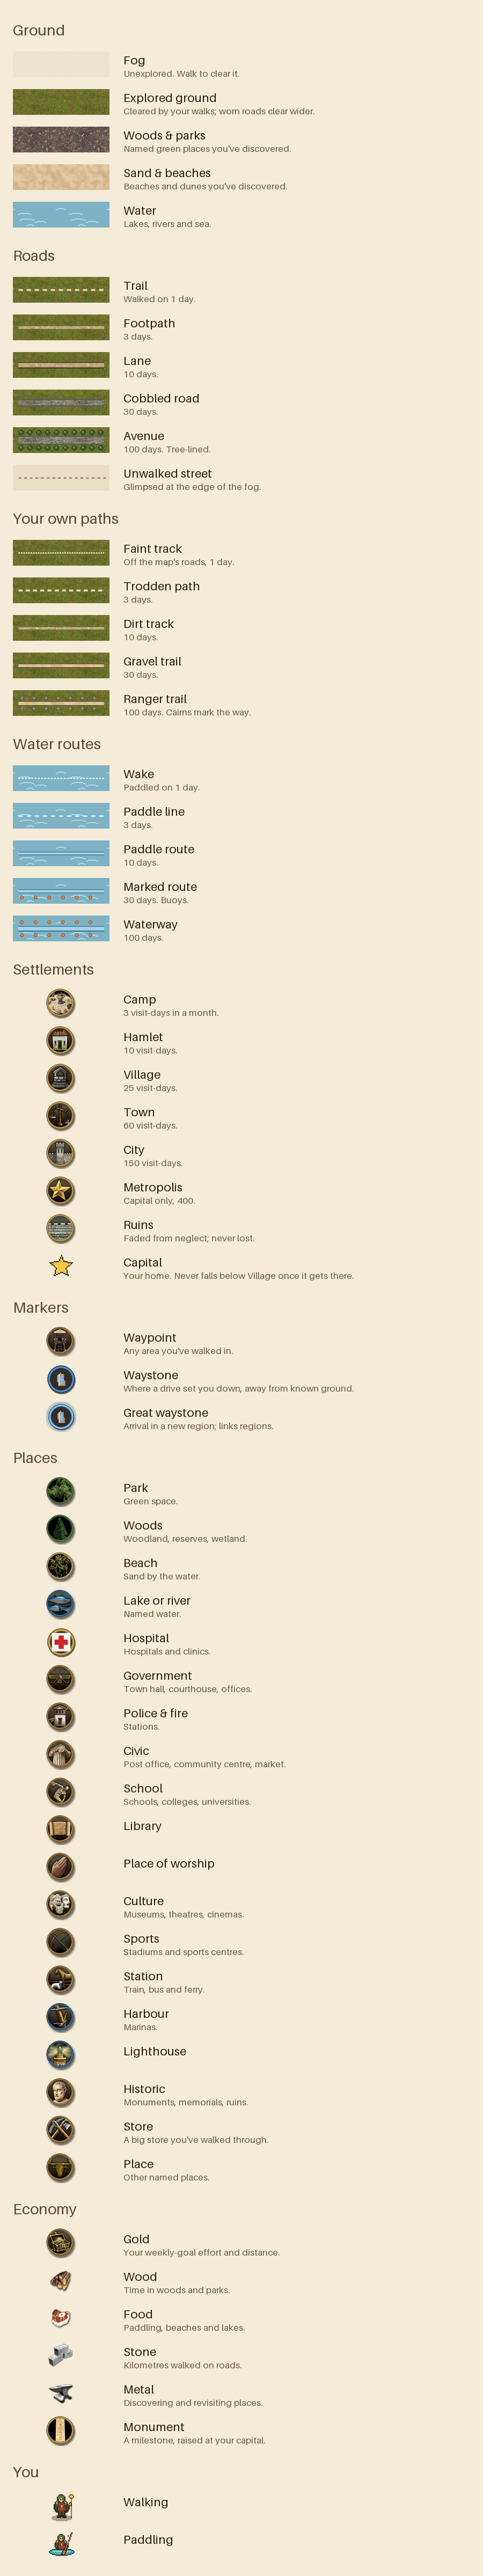 Ground
Fog
Unexplored. Walk to clear it.
Explored ground
Cleared by your walks; worn roads clear wider.
Woods & parks
Named green places you've discovered.
Sand & beaches
Beaches and dunes you've discovered.
Water
Lakes, rivers and sea.
Roads
Trail
Walked on 1 day.
Footpath
3 days.
Lane
10 days.
Cobbled road
30 days.
Avenue
100 days. Tree-lined.
Unwalked street
Glimpsed at the edge of the fog.
Your own paths
Faint track
Off the map's roads, 1 day.
Trodden path
3 days.
Dirt track
10 days.
Gravel trail
30 days.
Ranger trail
100 days. Cairns mark the way.
Water routes
Wake
Paddled on 1 day.
Paddle line
3 days.
Paddle route
10 days.
Marked route
30 days. Buoys.
Waterway
100 days.
Settlements
Camp
3 visit-days in a month.
Hamlet
10 visit-days.
Village
25 visit-days.
Town
60 visit-days.
City
150 visit-days.
Metropolis
Capital only, 400.
Ruins
Faded from neglect; never lost.
Capital
Your home. Never falls below Village once it gets there.
Markers
Waypoint
Any area you've walked in.
Waystone
Where a drive set you down, away from known ground.
Great waystone
Arrival in a new region; links regions.
Places
Park
Green space.
Woods
Woodland, reserves, wetland.
Beach
Sand by the water.
Lake or river
Named water.
Hospital
Hospitals and clinics.
Government
Town hall, courthouse, offices.
Police & fire
Stations.
Civic
Post office, community centre, market.
School
Schools, colleges, universities.
Library
Place of worship
Culture
Museums, theatres, cinemas.
Sports
Stadiums and sports centres.
Station
Train, bus and ferry.
Harbour
Marinas.
Lighthouse
Historic
Monuments, memorials, ruins.
Store
A big store you've walked through.
Place
Other named places.
Economy
Gold
Your weekly-goal effort and distance.
Wood
Time in woods and parks.
Food
Paddling, beaches and lakes.
Stone
Kilometres walked on roads.
Metal
Discovering and revisiting places.
Monument
A milestone, raised at your capital.
You
Walking
Paddling